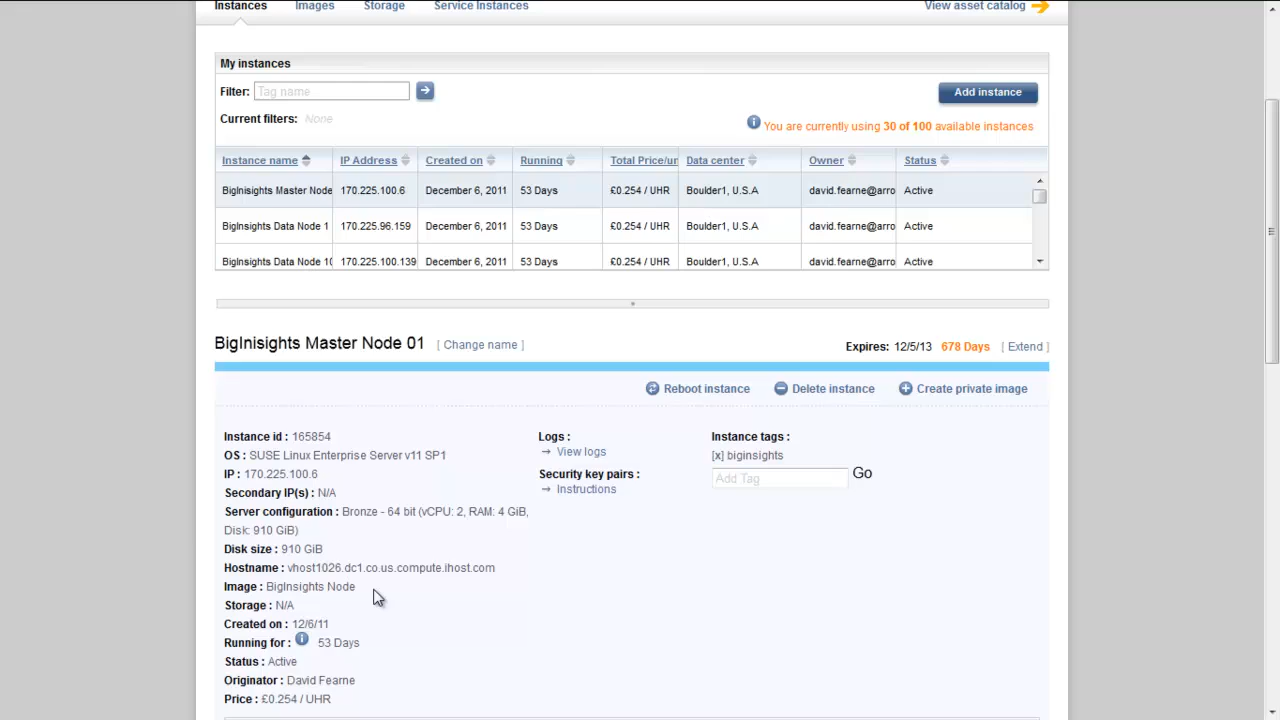 Instances Images Storage Service Instances View asset catalog
My instances
Filter: Tag name
Add instance
Current filters: None
You are currently using 30 of 100 available instances
Instance name IP Address Created on Running Total Price/un Data center Owner Status
BigInisights Master Node 170.225.100.6 December 6, 2011 53 Days £0.254 / UHR Boulder1, U.S.A david.fearne@arro Active
BigInsights Data Node 1 170.225.96.159 December 6, 2011 53 Days £0.254 / UHR Boulder1, U.S.A david.fearne@arro Active
BigInsights Data Node 10 170.225.100.139 December 6, 2011 53 Days £0.254 / UHR Boulder1, U.S.A david.fearne@arro Active
BigInisights Master Node 01 [ Change name ] Expires: 12/5/13 678 Days [ Extend ]
Reboot instance Delete instance Create private image
Instance id : 165854
OS : SUSE Linux Enterprise Server v11 SP1
IP : 170.225.100.6
Secondary IP(s) : N/A
Server configuration : Bronze - 64 bit (vCPU: 2, RAM: 4 GiB,
Disk: 910 GiB)
Disk size : 910 GiB
Hostname : vhost1026.dc1.co.us.compute.ihost.com
Image : BigInsights Node
Storage : N/A
Created on : 12/6/11
Running for : 53 Days
Status : Active
Originator : David Fearne
Price : £0.254 / UHR
Logs :
View logs
Security key pairs :
Instructions
Instance tags :
[x] biginsights
Add Tag Go